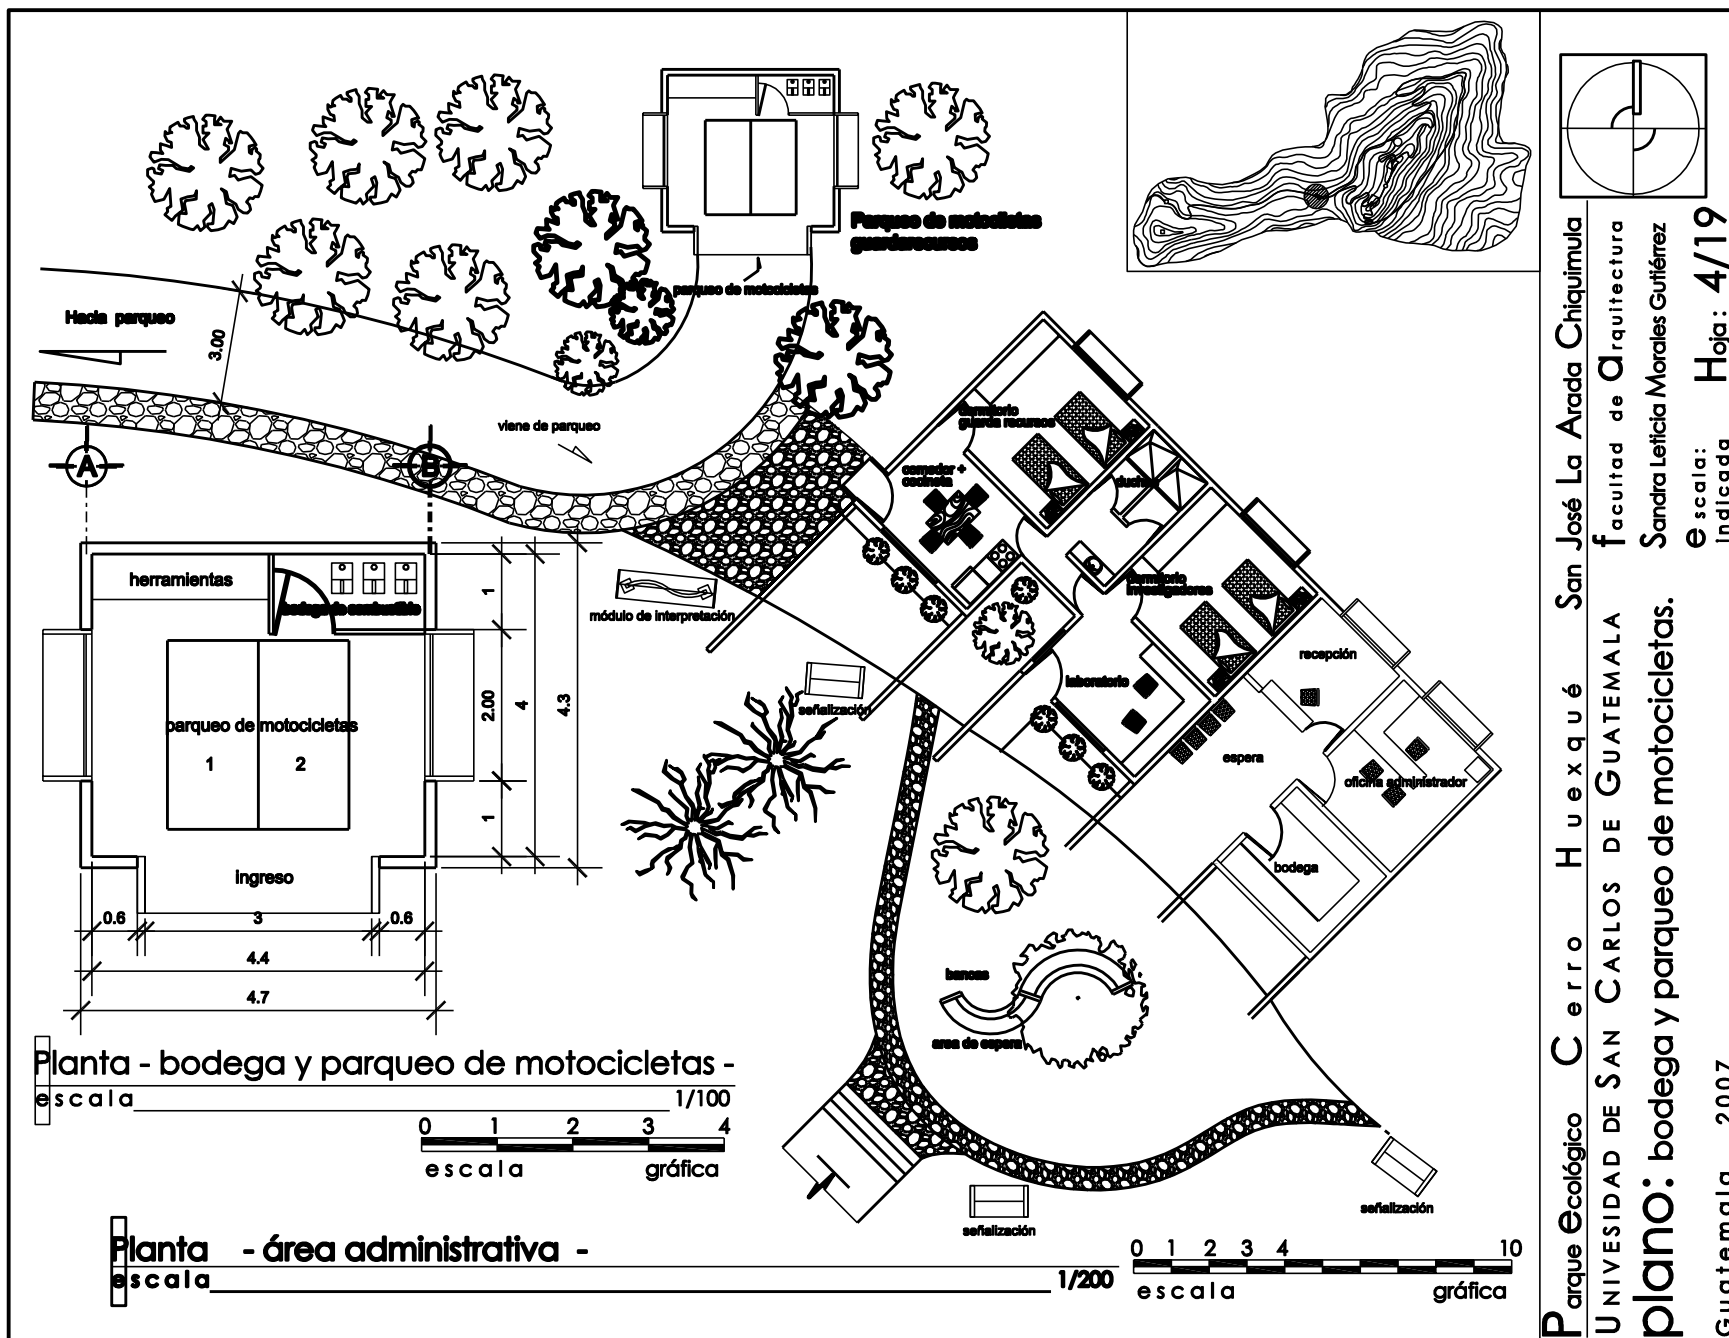 Parqueo de motocilstas
guardarecursos
parqueo de motocicletas
Hacia parqueo
3.00
viene de parqueo
A
B
dormitorio
guarda recursos
comedor +
cocineta
duchas
dormitorio
investigadores
módulo de interpretación
señalización
laboratorio
recepción
espera
oficina administrador
bodega
bancas
area de espera
señalización
señalización
herramientas
bodega de combustible
parqueo de motocicletas
1
2
ingreso
1
2.00
1
4
4.3
0.6
3
0.6
4.4
4.7
Planta - bodega y parqueo de motocicletas -
escala 1/100
0 1 2 3 4
escala gráfica
Planta - área administrativa -
escala 1/200
0 1 2 3 4 10
escala gráfica
Parque Ecológico Cerro Huexqué San José La Arada Chiquimula
UNIVESIDAD DE SAN CARLOS DE GUATEMALA facultad de arquitectura
plano: bodega y parqueo de motocicletas. Sandra Leticia Morales Gutiérrez
escala: Hoja: 4/19
Guatemala 2007 indicada